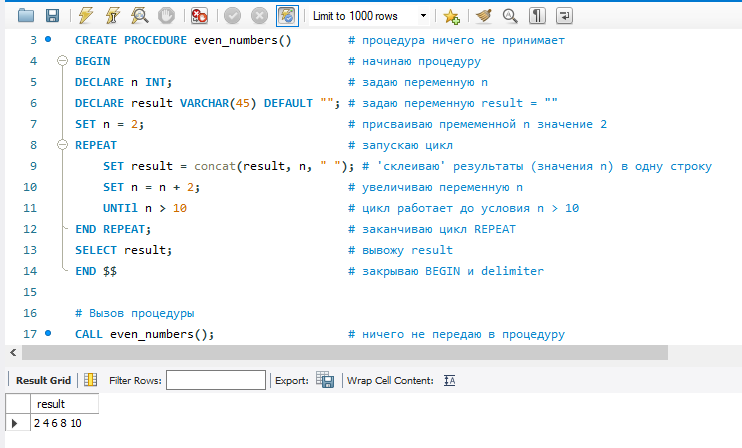 Limit to 1000 rows
3 CREATE PROCEDURE even_numbers() # процедура ничего не принимает
4 BEGIN # начинаю процедуру
5 DECLARE n INT; # задаю переменную n
6 DECLARE result VARCHAR(45) DEFAULT ""; # задаю переменную result = ""
7 SET n = 2; # присваиваю пременной n значение 2
8 REPEAT # запускаю цикл
9 SET result = concat(result, n, " "); # 'склеиваю' результаты (значения n) в одну строку
10 SET n = n + 2; # увеличиваю переменную n
11 UNTIl n > 10 # цикл работает до условия n > 10
12 END REPEAT; # заканчиваю цикл REPEAT
13 SELECT result; # вывожу result
14 END $$ # закрываю BEGIN и delimiter
15
16 # Вызов процедуры
17 CALL even_numbers(); # ничего не передаю в процедуру
Result Grid Filter Rows: Export: Wrap Cell Content: IA
result
2 4 6 8 10